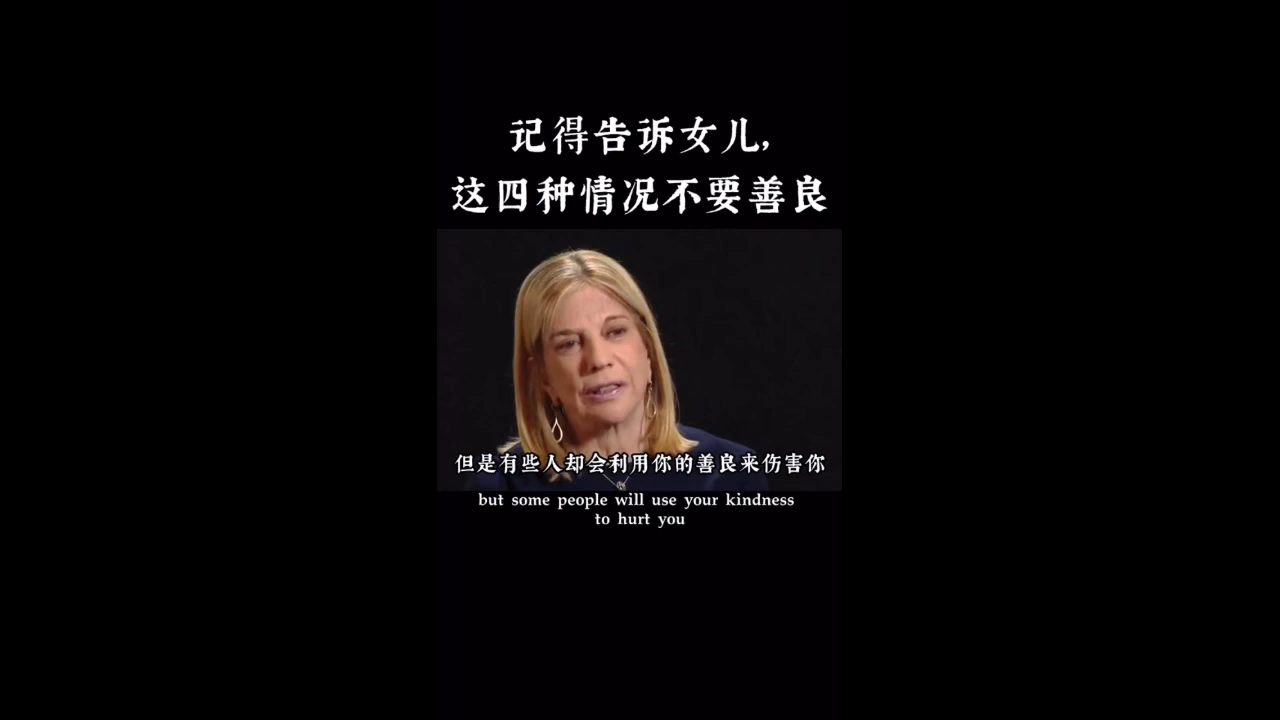 记得告诉女儿,
这四种情况不要善良
但是有些人却会利用你的善良来伤害你
but some people will use your kindness
to hurt you